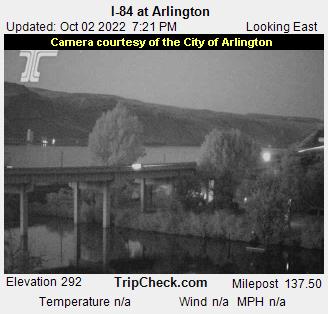 I-84 at Arlington
Updated: Oct 02 2022 7:21 PM Looking East
Camera courtesy of the City of Arlington
Elevation 292 TripCheck.com Milepost 137.50
Temperature n/a Wind n/a MPH n/a